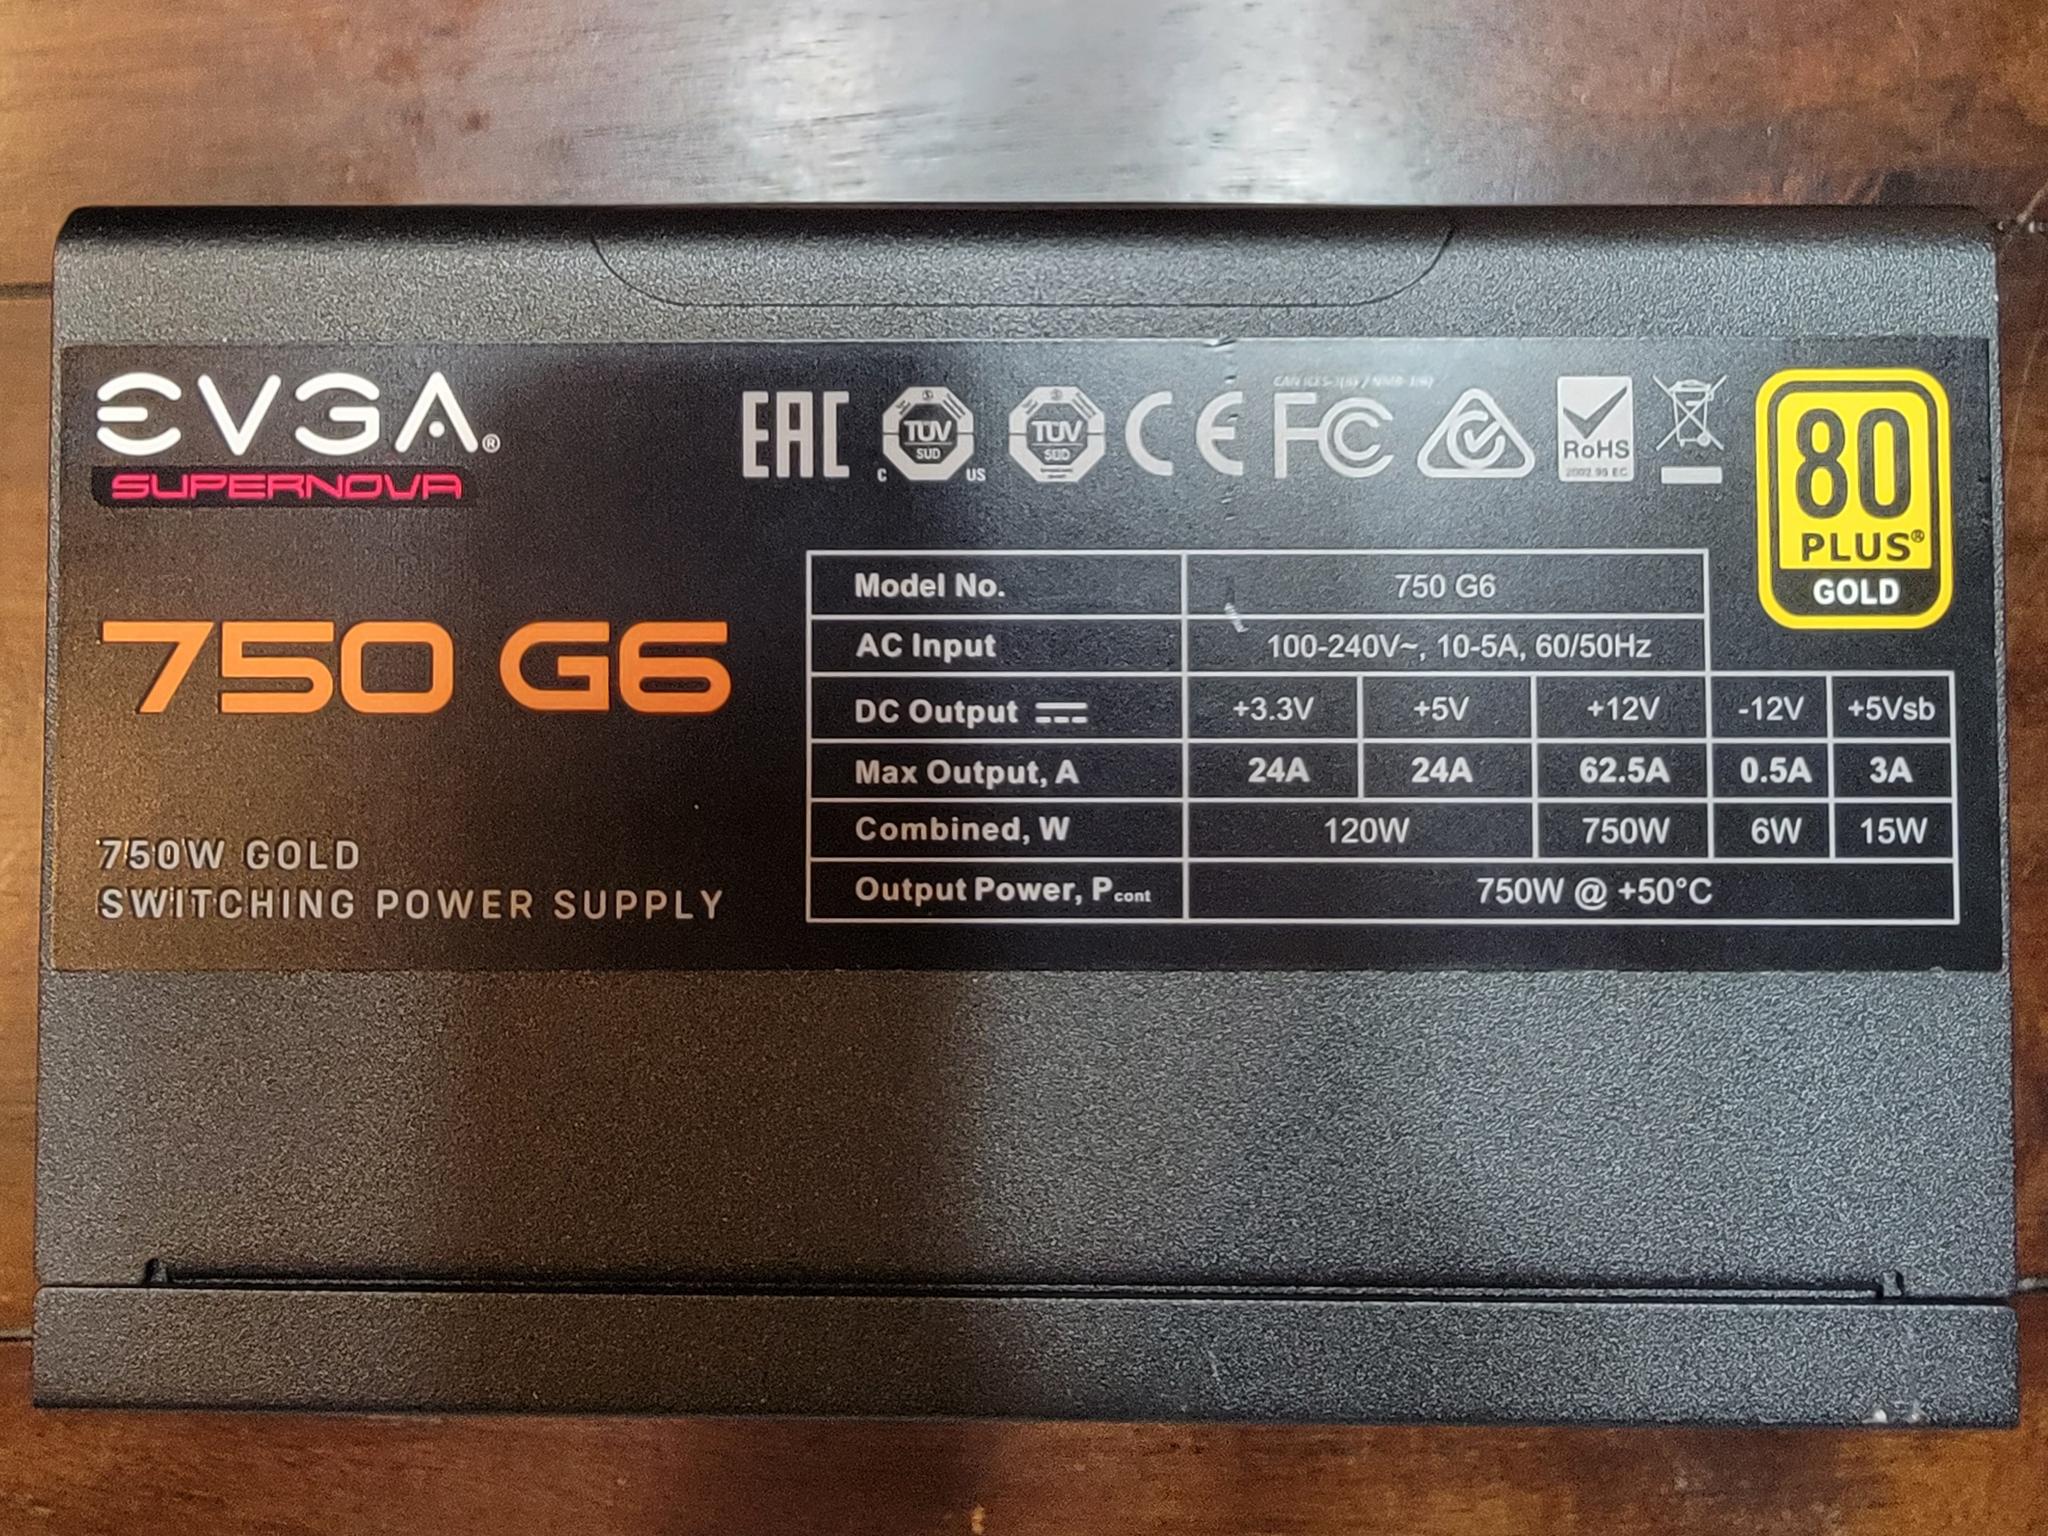 EVGA®
SUPERNOVA
EAC
TÜV
SUD
C US
TÜV
SUD
CE
FC
RoHS
2002.95 EC
80
PLUS®
GOLD
750 G6
750W GOLD
SWITCHING POWER SUPPLY
Model No. 750 G6
AC Input 100-240V~, 10-5A, 60/50Hz
DC Output +3.3V +5V +12V -12V +5Vsb
Max Output, A 24A 24A 62.5A 0.5A 3A
Combined, W 120W 750W 6W 15W
Output Power, Pcont 750W @ +50°C